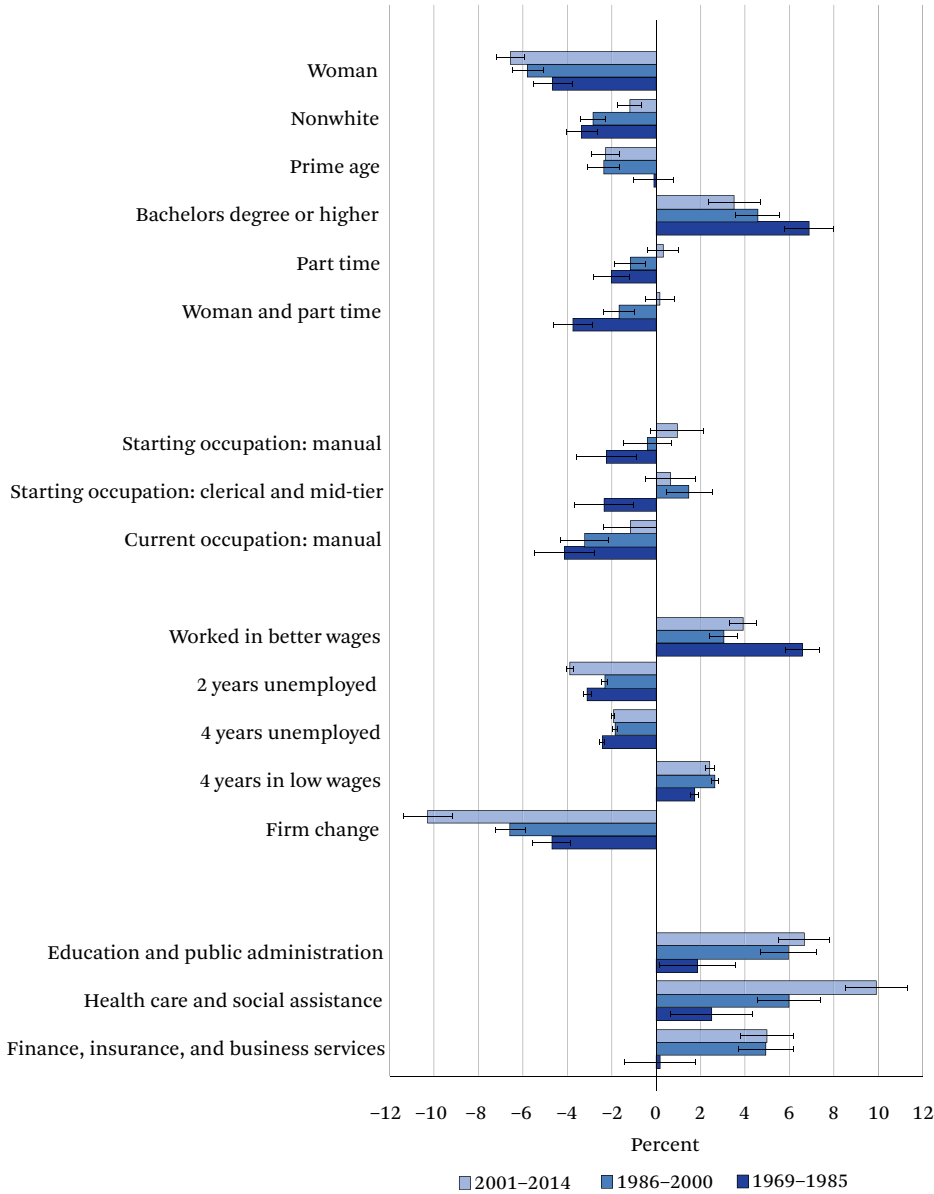 Woman
Nonwhite
Prime age
Bachelors degree or higher
Part time
Woman and part time
Starting occupation: manual
Starting occupation: clerical and mid-tier
Current occupation: manual
Worked in better wages
2 years unemployed
4 years unemployed
4 years in low wages
Firm change
Education and public administration
Health care and social assistance
Finance, insurance, and business services
−12 −10 −8 −6 −4 −2 0 2 4 6 8 10 12
Percent
2001–2014 1986–2000 1969–1985